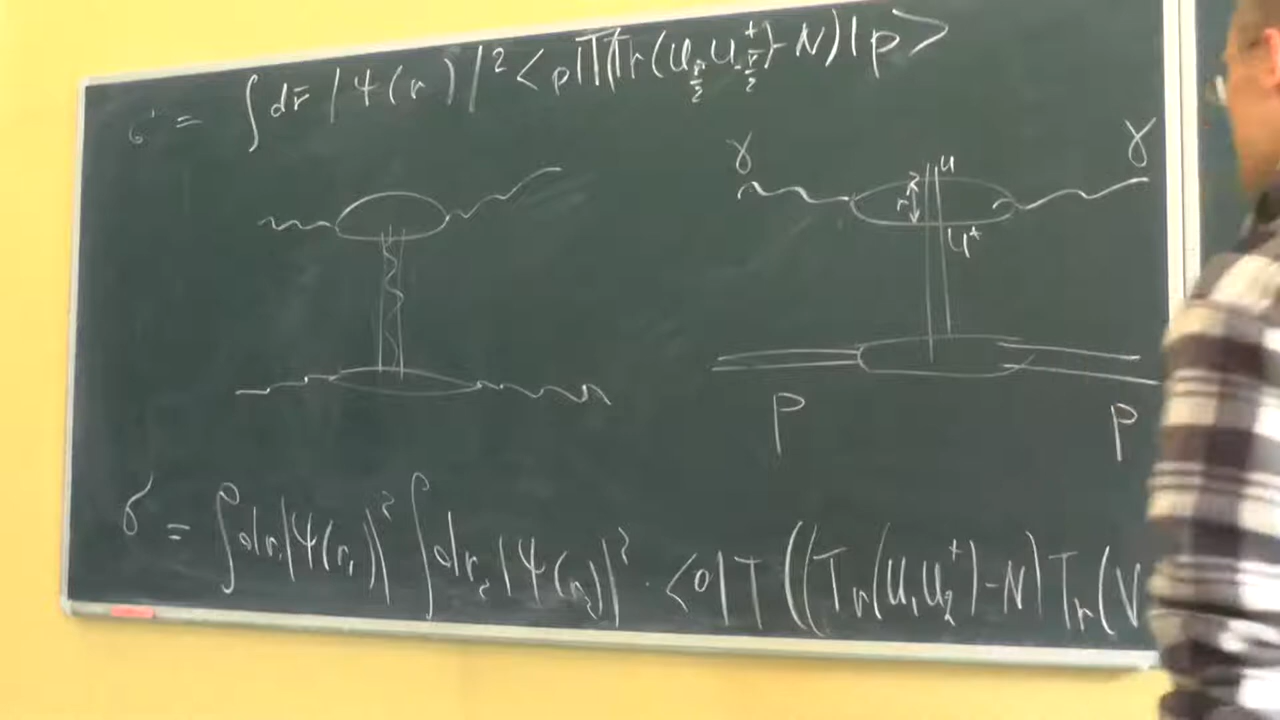 σ = ∫ dr̄ |Ψ(r)|² <p|T Tr(U_{r/2} U⁺_{-r/2} - N)|p>
γ γ
r U
U⁺
P P
σ = ∫dr₁|Ψ(r₁)|² ∫dr₂|Ψ(r₂)|² · <0|T((Tr(U₁U₂⁺)-N)Tr(V